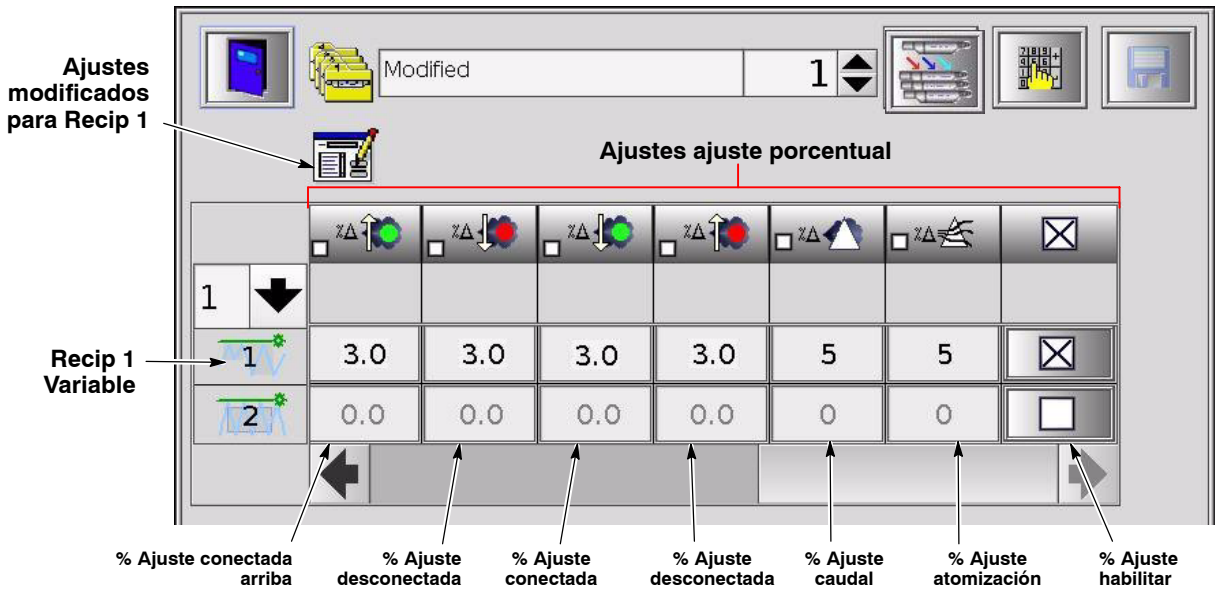 Modified
1
Ajustes
modificados
para Recip 1
Ajustes ajuste porcentual
%Δ %Δ %Δ %Δ %Δ %Δ
1
1 3.0 3.0 3.0 3.0 5 5
2 0.0 0.0 0.0 0.0 0 0
Recip 1
Variable
% Ajuste conectada
arriba
% Ajuste
desconectada
% Ajuste
conectada
% Ajuste
desconectada
% Ajuste
caudal
% Ajuste
atomización
% Ajuste
habilitar